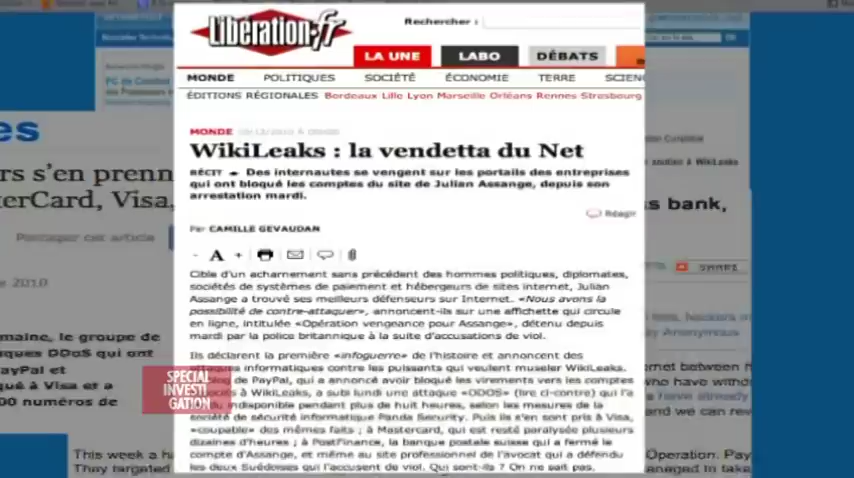 Libération.fr
Rechercher :
LA UNE LABO DÉBATS
MONDE POLITIQUES SOCIÉTÉ ÉCONOMIE TERRE SCIEN
ÉDITIONS RÉGIONALES Bordeaux Lille Lyon Marseille Orléans Rennes Strasbourg
MONDE
WikiLeaks : la vendetta du Net
RÉCIT Des internautes se vengent sur les portails des entreprises
qui ont bloqué les comptes du site de Julian Assange, depuis son
arrestation mardi.
Réagir
Par CAMILLE GEVAUDAN
- A +
Cible d'un acharnement sans précédent des hommes politiques, diplomates,
sociétés de systèmes de paiement et hébergeurs de sites internet, Julian
Assange a trouvé ses meilleurs défenseurs sur Internet. «Nous avons la
possibilité de contre-attaquer», annoncent-ils sur une affichette qui circule
en ligne, intitulée «Opération vengeance pour Assange», détenu depuis
mardi par la police britannique à la suite d'accusations de viol.
Ils déclarent la première «infoguerre» de l'histoire et annoncent des
attaques informatiques contre les puissants qui veulent museler WikiLeaks.
de PayPal, qui a annoncé avoir bloqué les virements vers les comptes
à WikiLeaks, a subi lundi une attaque «DDOS» (lire ci-contre) qui l'a
indisponible pendant plus de huit heures, selon les mesures de la
société de sécurité informatique Panda Security. Puis ils s'en sont pris à Visa,
«coupable» des mêmes faits ; à Mastercard, qui est resté paralysée plusieurs
dizaines d'heures ; à PostFinance, la banque postale suisse qui a fermé le
compte d'Assange, et même au site professionnel de l'avocat qui a défendu
les deux Suédoises qui l'accusent de viol. Qui sont-ils ? On ne sait pas.
SPECIAL
INVESTI
GATION
es
rs s'en prenn
terCard, Visa,
Partager cet article
2010
maine, le groupe de
ques DDoS qui ont
PayPal et
ué à Visa et a
00 numéros de
s bank,
SHARE
This week a
They targeted
Operation. Pay
managed to take